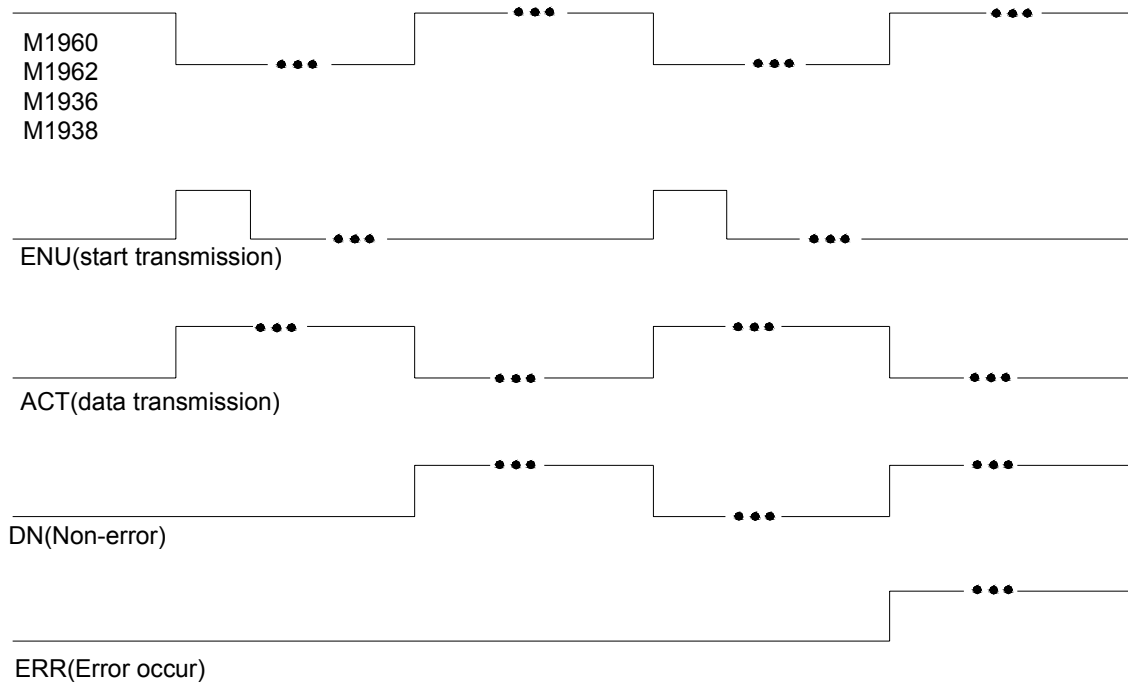 M1960
M1962
M1936
M1938
ENU(start transmission)
ACT(data transmission)
DN(Non-error)
ERR(Error occur)